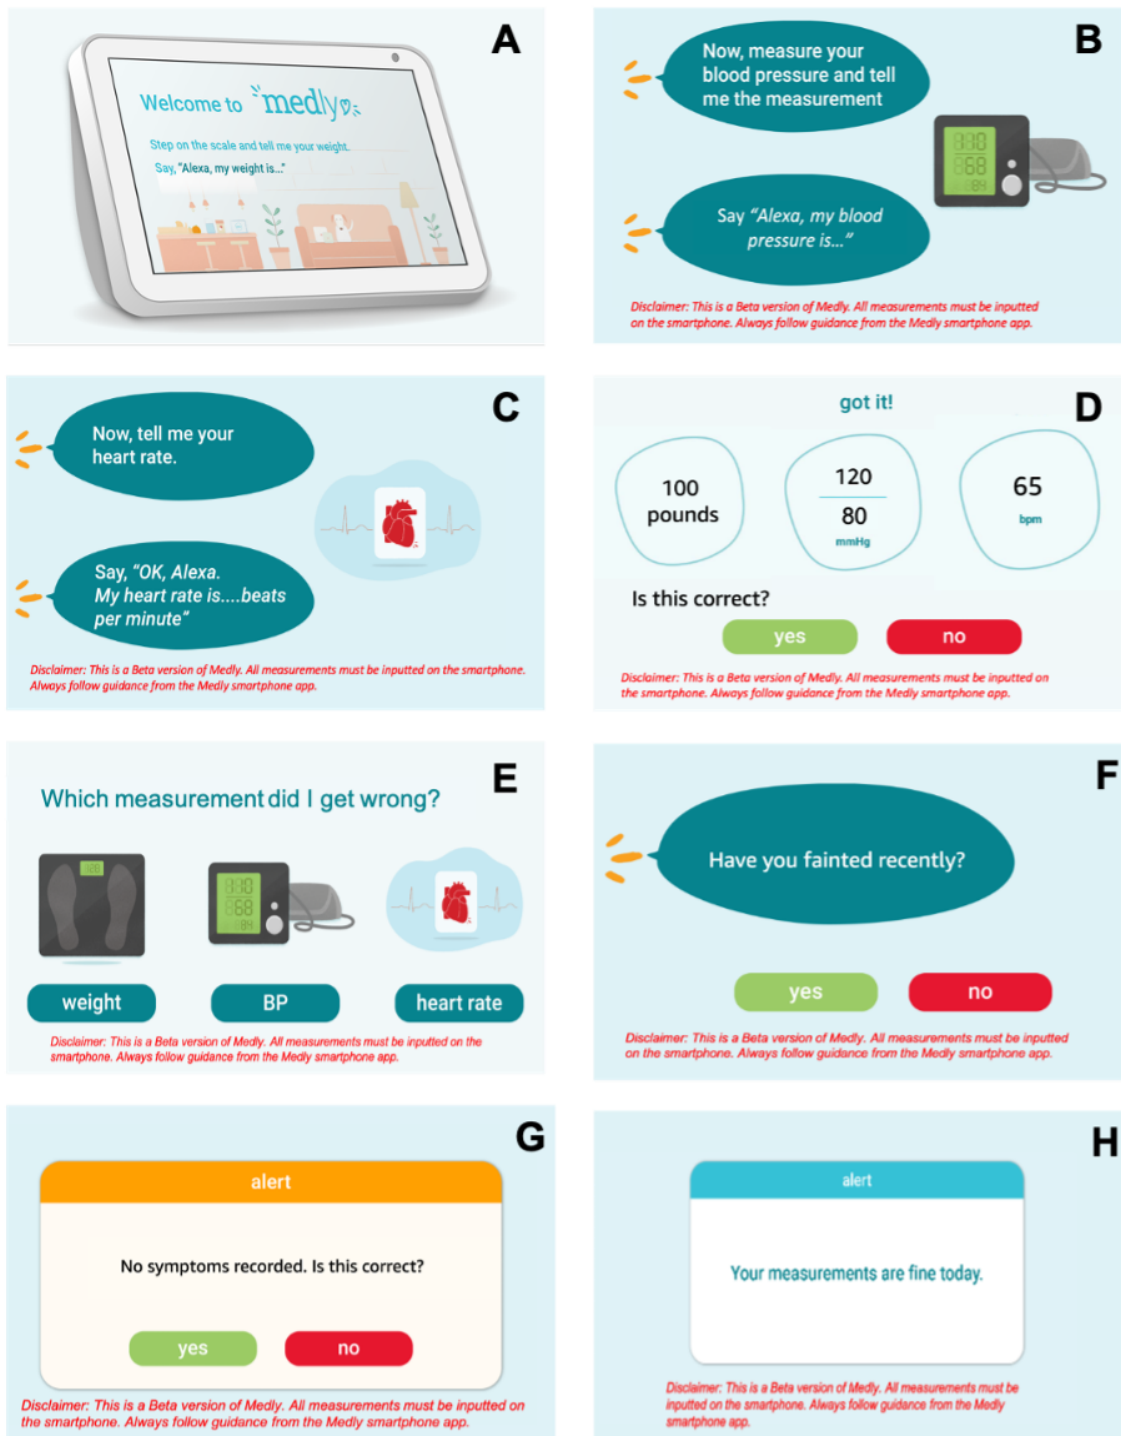 A
Welcome to medly
Step on the scale and tell me your weight.
Say, "Alexa, my weight is..."
B
Now, measure your
blood pressure and tell
me the measurement
Say "Alexa, my blood
pressure is..."
Disclaimer: This is a Beta version of Medly. All measurements must be inputted
on the smartphone. Always follow guidance from the Medly smartphone app.
C
Now, tell me your
heart rate.
Say, "OK, Alexa.
My heart rate is....beats
per minute"
Disclaimer: This is a Beta version of Medly. All measurements must be inputted on the smartphone.
Always follow guidance from the Medly smartphone app.
D
got it!
100
pounds
120
80
mmHg
65
bpm
Is this correct?
yes
no
Disclaimer: This is a Beta version of Medly. All measurements must be inputted on
the smartphone. Always follow guidance from the Medly smartphone app.
E
Which measurement did I get wrong?
weight
BP
heart rate
Disclaimer: This is a Beta version of Medly. All measurements must be inputted on the
smartphone. Always follow guidance from the Medly smartphone app.
F
Have you fainted recently?
yes
no
Disclaimer: This is a Beta version of Medly. All measurements must be inputted
on the smartphone. Always follow guidance from the Medly smartphone app.
G
alert
No symptoms recorded. Is this correct?
yes
no
Disclaimer: This is a Beta version of Medly. All measurements must be inputted on
the smartphone. Always follow guidance from the Medly smartphone app.
H
alert
Your measurements are fine today.
Disclaimer: This is a Beta version of Medly. All measurements must be
inputted on the smartphone. Always follow guidance from the Medly
smartphone app.